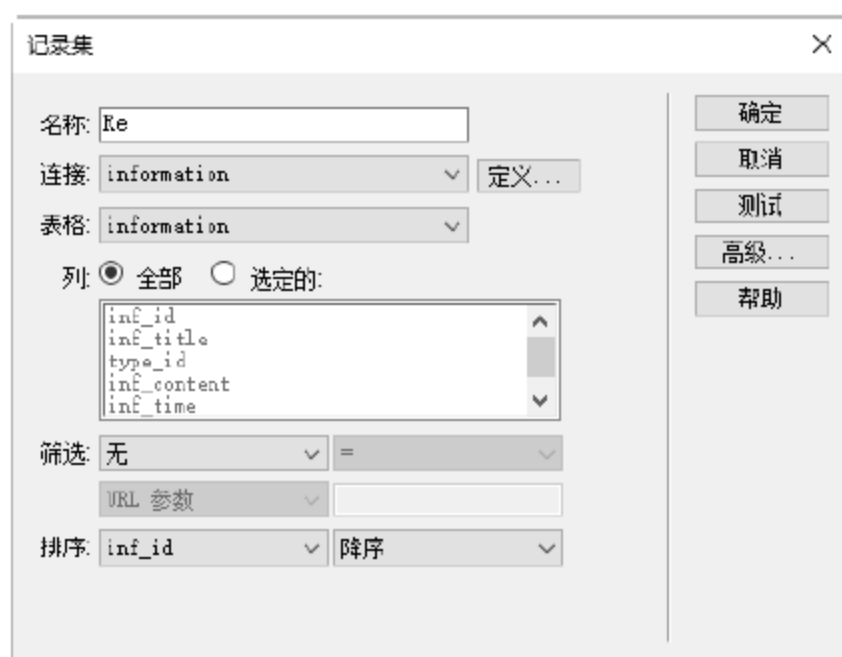 记录集
名称: Re
连接: information 定义...
表格: information
列: 全部 选定的:
inf_id
inf_title
type_id
inf_content
inf_time
筛选: 无 =
URL 参数
排序: inf_id 降序
确定
取消
测试
高级...
帮助